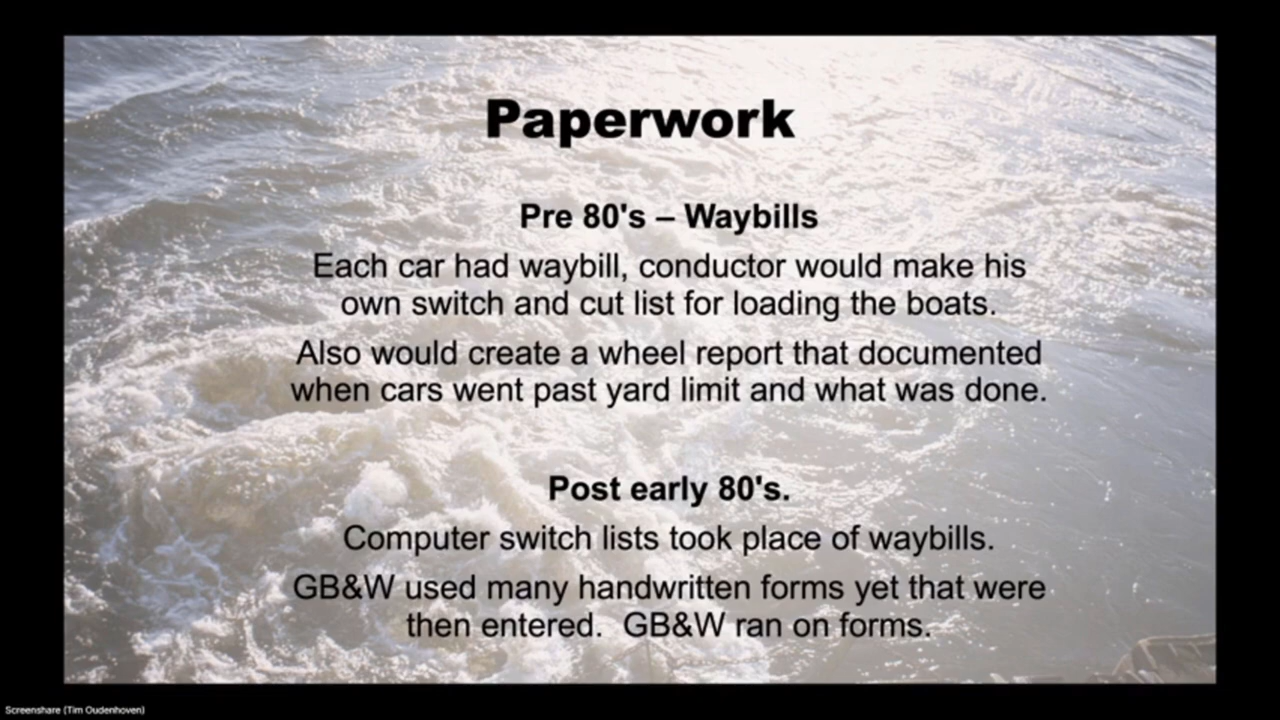 Paperwork
Pre 80's – Waybills
Each car had waybill, conductor would make his
own switch and cut list for loading the boats.
Also would create a wheel report that documented
when cars went past yard limit and what was done.
Post early 80's.
Computer switch lists took place of waybills.
GB&W used many handwritten forms yet that were
then entered.  GB&W ran on forms.
Screenshare (Tim Oudenhoven)